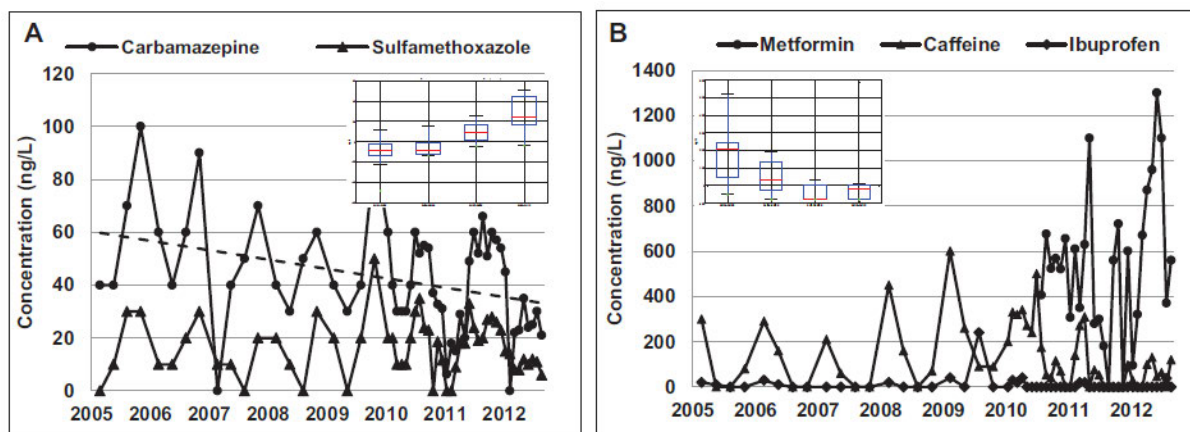 A
Carbamazepine Sulfamethoxazole
Concentration (ng/L)
120
100
80
60
40
20
0
2005 2006 2007 2008 2009 2010 2011 2012
B
Metformin Caffeine Ibuprofen
Concentration (ng/L)
1400
1200
1000
800
600
400
200
0
2005 2006 2007 2008 2009 2010 2011 2012